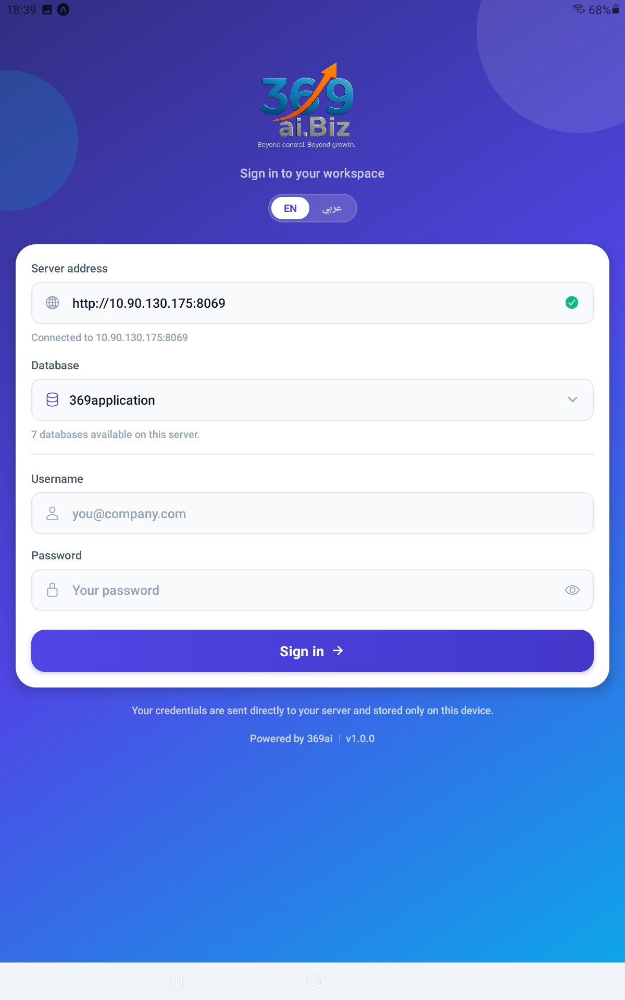 18:39 68%
369
ai.Biz
Beyond control. Beyond growth.
Sign in to your workspace
EN عربي
Server address
http://10.90.130.175:8069
Connected to 10.90.130.175:8069
Database
369application
7 databases available on this server.
Username
you@company.com
Password
Your password
Sign in →
Your credentials are sent directly to your server and stored only on this device.
Powered by 369ai | v1.0.0